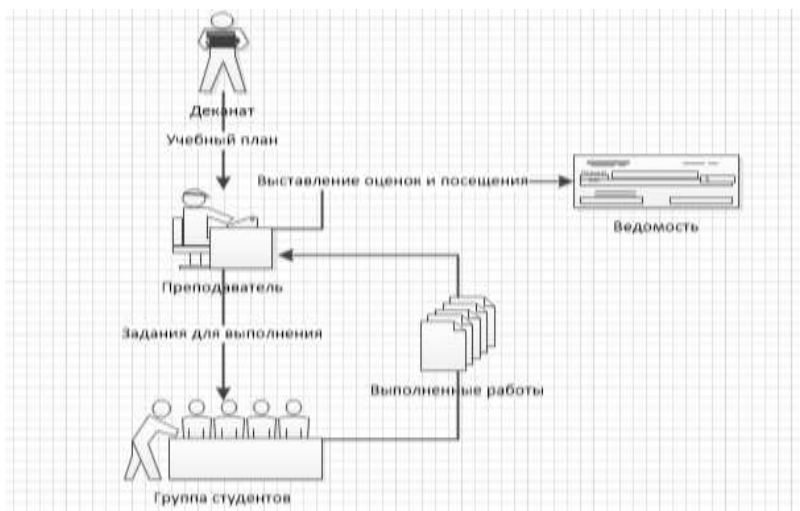 Деканат
Учебный план
Выставление оценок и посещения
Ведомость
Преподаватель
Задания для выполнения
Выполненные работы
Группа студентов